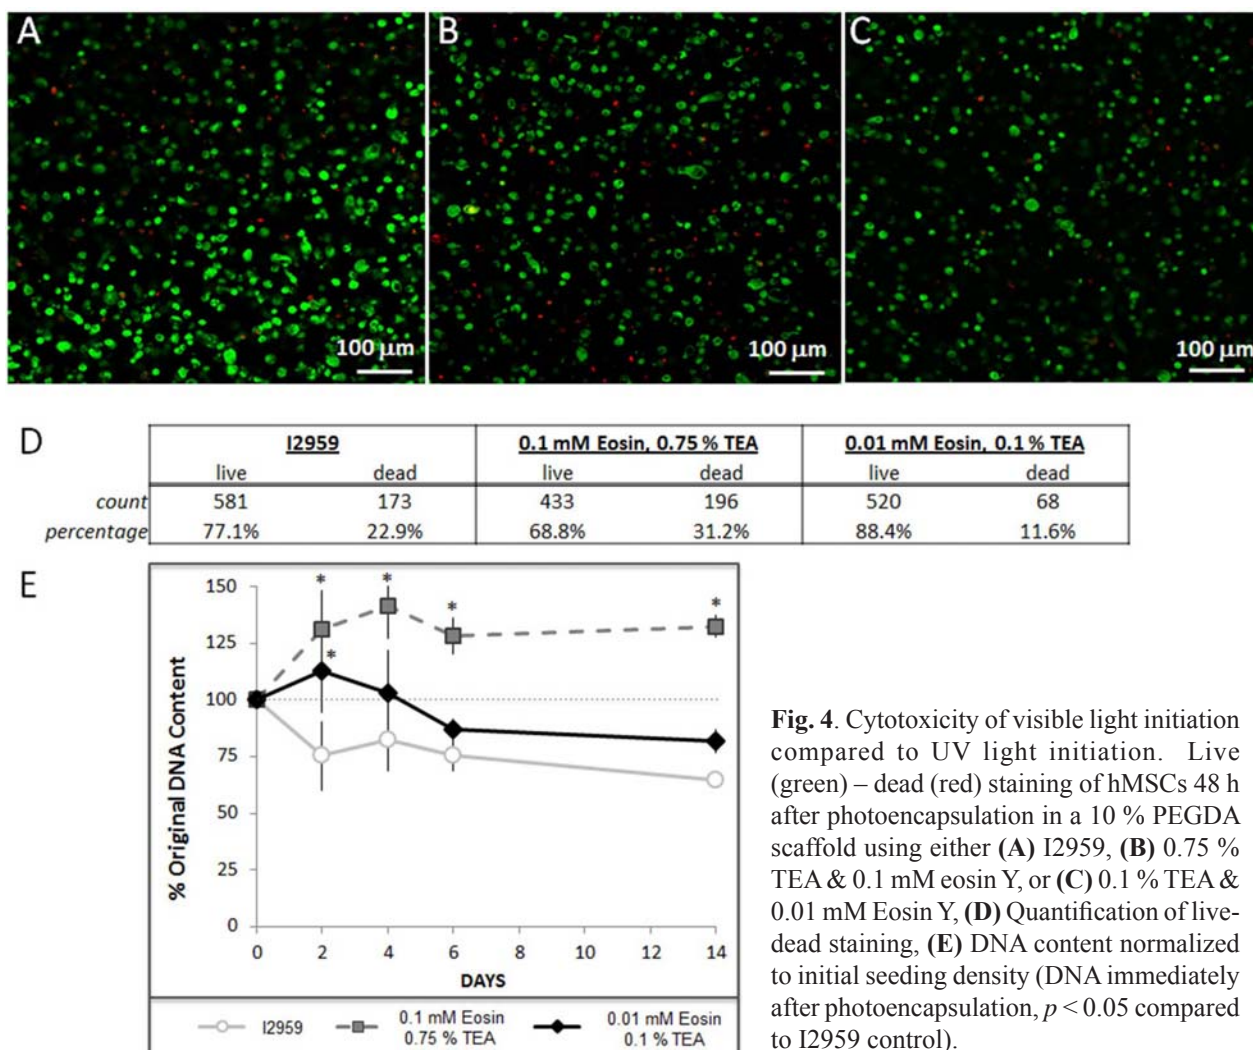 A
B
C
100 µm
100 µm
100 µm
D
I2959
0.1 mM Eosin, 0.75 % TEA
0.01 mM Eosin, 0.1 % TEA
live dead live dead live dead
count 581 173 433 196 520 68
percentage 77.1% 22.9% 68.8% 31.2% 88.4% 11.6%
E
% Original DNA Content
150
125
100
75
50
25
0
* * * * *
0 2 4 6 8 10 12 14
DAYS
I2959
0.1 mM Eosin
0.75 % TEA
0.01 mM Eosin
0.1 % TEA
Fig. 4. Cytotoxicity of visible light initiation
compared to UV light initiation. Live
(green) – dead (red) staining of hMSCs 48 h
after photoencapsulation in a 10 % PEGDA
scaffold using either (A) I2959, (B) 0.75 %
TEA & 0.1 mM eosin Y, or (C) 0.1 % TEA &
0.01 mM Eosin Y, (D) Quantification of live-
dead staining, (E) DNA content normalized
to initial seeding density (DNA immediately
after photoencapsulation, p < 0.05 compared
to I2959 control).